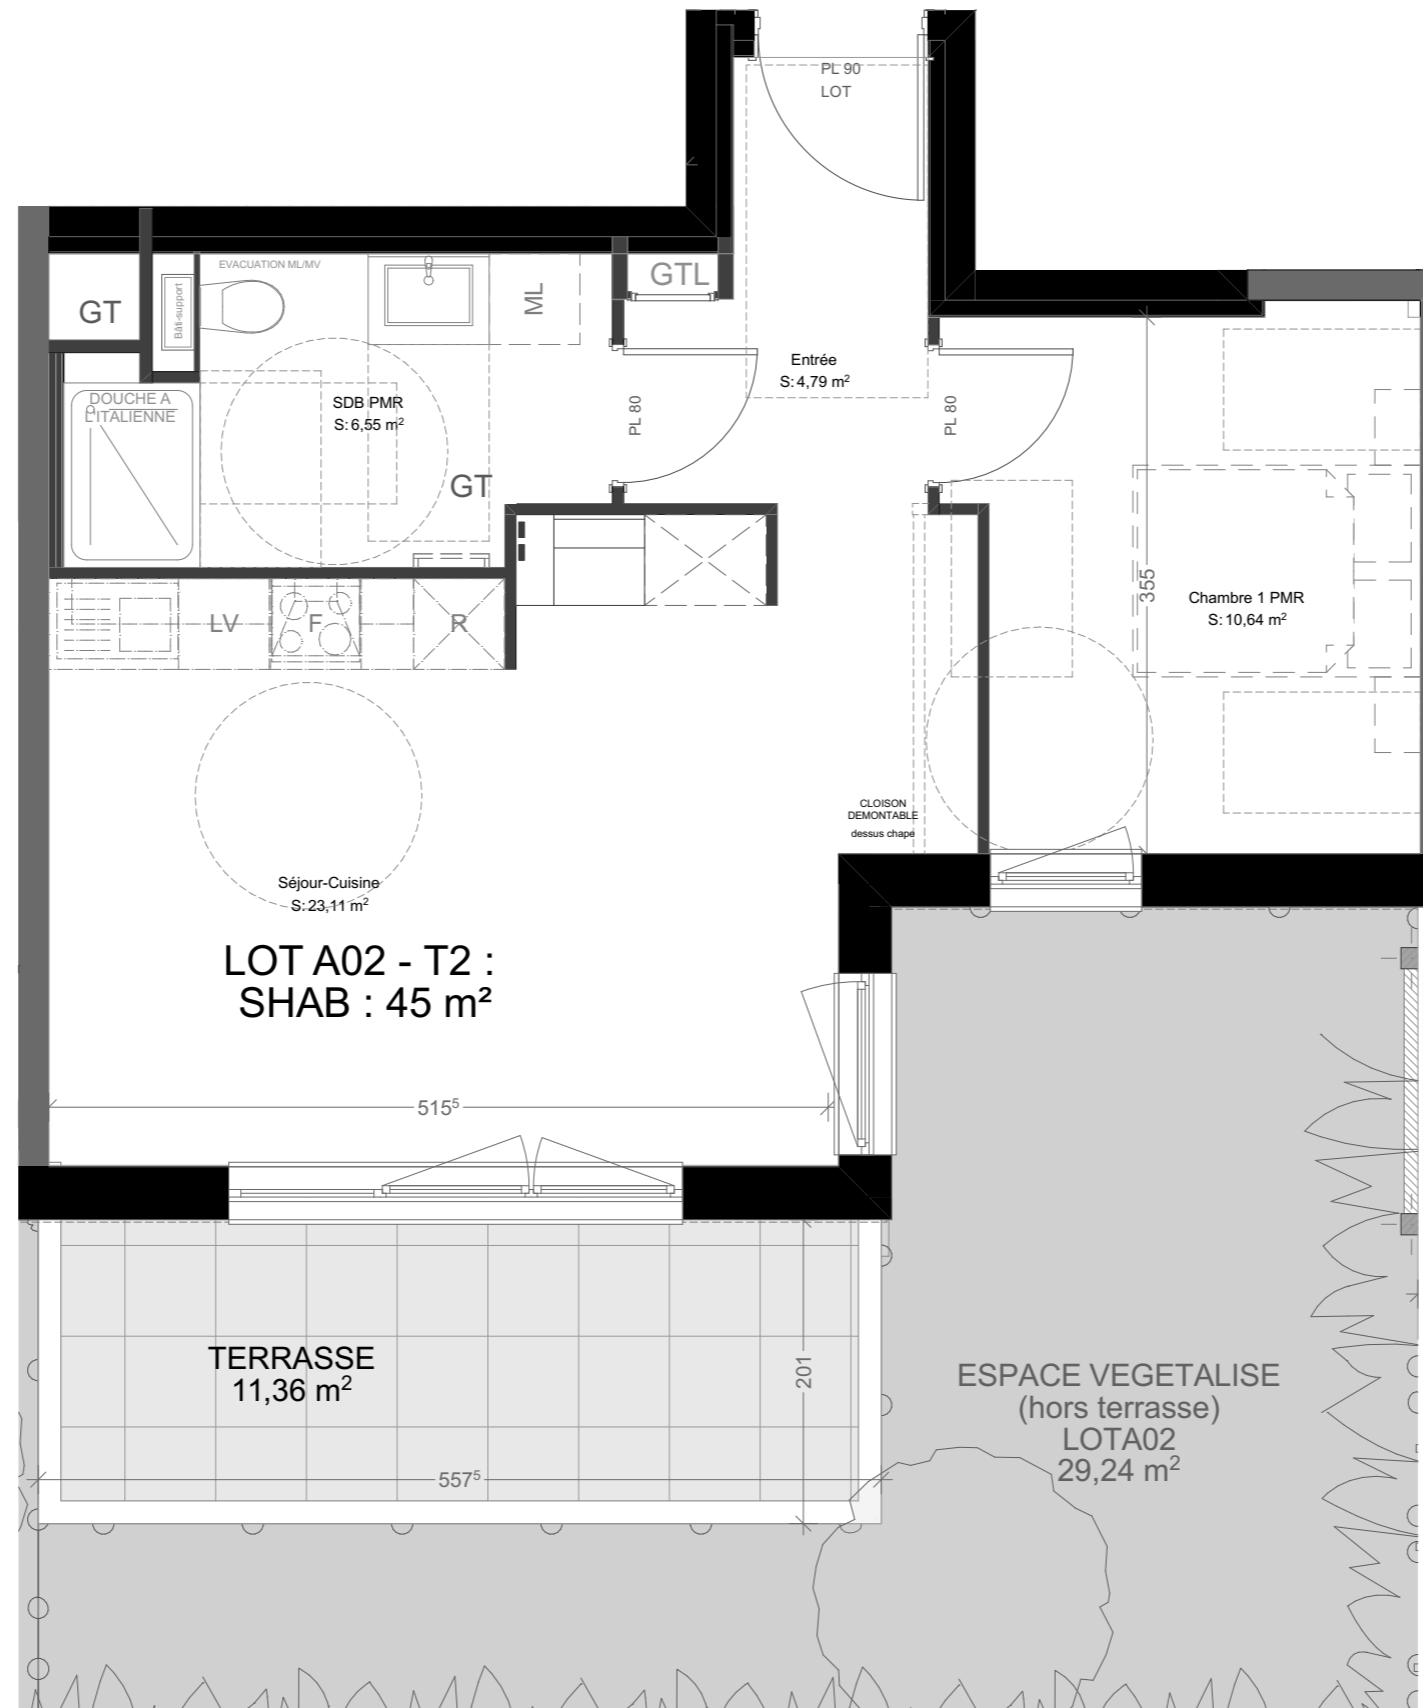 PL 90
LOT
EVACUATION ML/MV
GTL
GT
Bâti-support
ML
Entrée
S: 4,79 m²
DOUCHE A
L'ITALIENNE
SDB PMR
S: 6,55 m²
PL 80
PL 80
GT
355
Chambre 1 PMR
S: 10,64 m²
LV
F
R
CLOISON
DEMONTABLE
dessus chape
Séjour-Cuisine
S: 23,11 m²
LOT A02 - T2 :
SHAB : 45 m²
515⁵
TERRASSE
11,36 m²
201
ESPACE VEGETALISE
(hors terrasse)
LOTA02
29,24 m²
557⁵